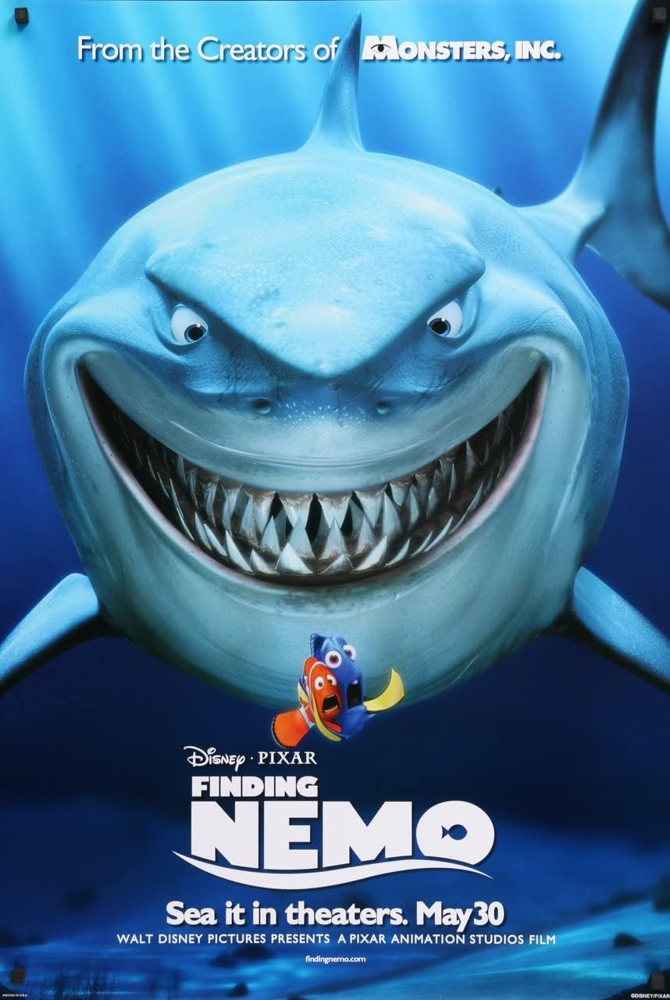 From the Creators of MONSTERS, INC.
DISNEY · PIXAR
FINDING
NEMO
Sea it in theaters. May 30
WALT DISNEY PICTURES PRESENTS A PIXAR ANIMATION STUDIOS FILM
findingnemo.com
PRINTED IN U.S.A. ©DISNEY/PIXAR